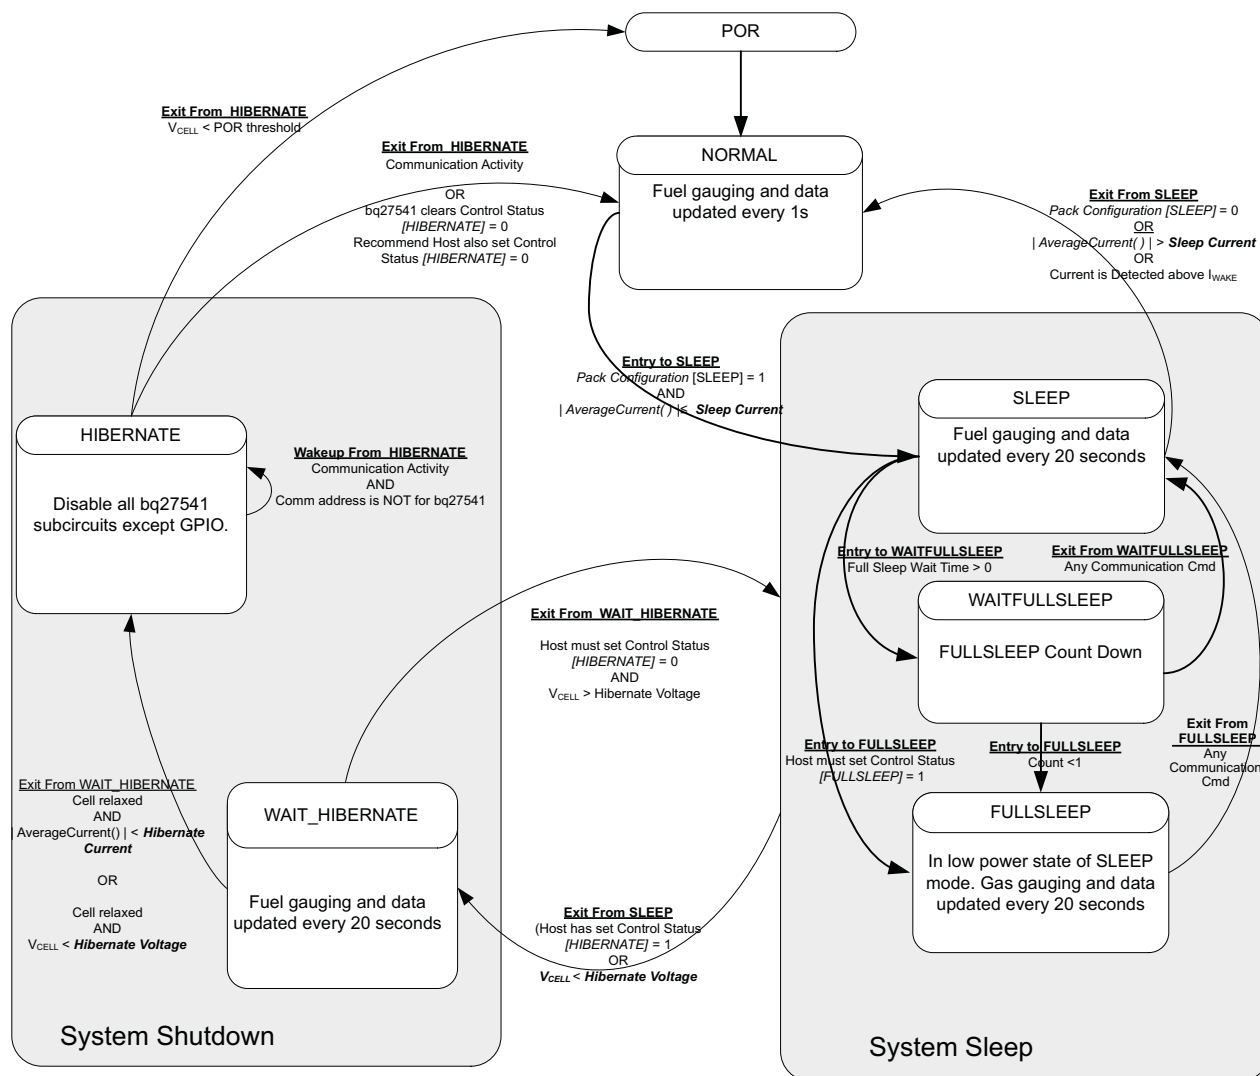 POR
Exit From HIBERNATE
VCELL < POR threshold
Exit From HIBERNATE
Communication Activity
OR
bq27541 clears Control Status
[HIBERNATE] = 0
Recommend Host also set Control
Status [HIBERNATE] = 0
NORMAL
Fuel gauging and data
updated every 1s
Exit From SLEEP
Pack Configuration [SLEEP] = 0
OR
| AverageCurrent( ) | > Sleep Current
OR
Current is Detected above IWAKE
Entry to SLEEP
Pack Configuration [SLEEP] = 1
AND
| AverageCurrent( ) |≤ Sleep Current
HIBERNATE
Disable all bq27541
subcircuits except GPIO.
Wakeup From HIBERNATE
Communication Activity
AND
Comm address is NOT for bq27541
SLEEP
Fuel gauging and data
updated every 20 seconds
Entry to WAITFULLSLEEP
Full Sleep Wait Time > 0
Exit From WAITFULLSLEEP
Any Communication Cmd
WAITFULLSLEEP
FULLSLEEP Count Down
Exit From WAIT_HIBERNATE
Host must set Control Status
[HIBERNATE] = 0
AND
VCELL > Hibernate Voltage
Entry to FULLSLEEP
Host must set Control Status
[FULLSLEEP] = 1
Entry to FULLSLEEP
Count <1
Exit From
FULLSLEEP
Any
Communication
Cmd
Exit From WAIT_HIBERNATE
Cell relaxed
AND
| AverageCurrent() | < Hibernate
Current
OR
Cell relaxed
AND
VCELL < Hibernate Voltage
WAIT_HIBERNATE
Fuel gauging and data
updated every 20 seconds
FULLSLEEP
In low power state of SLEEP
mode. Gas gauging and data
updated every 20 seconds
Exit From SLEEP
(Host has set Control Status
[HIBERNATE] = 1
OR
VCELL < Hibernate Voltage
System Shutdown
System Sleep